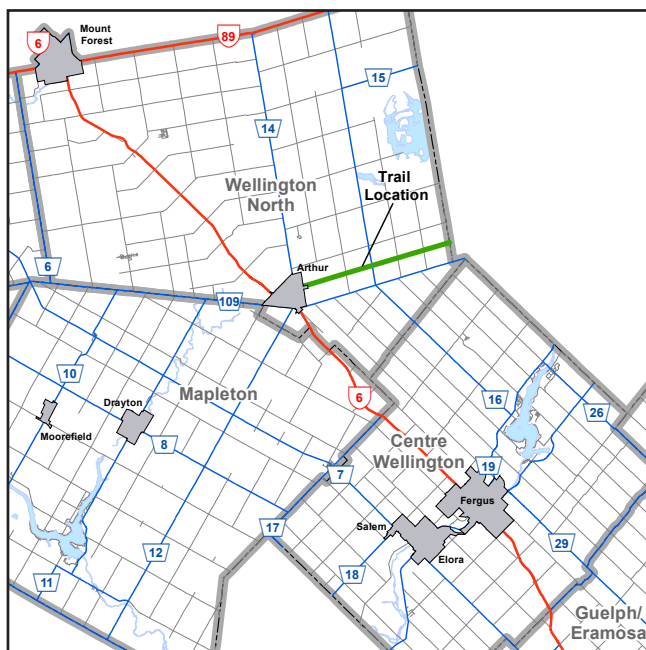 Mount
Forest
6
89
15
14
Wellington
North
Trail
Location
Arthur
6
109
10
Mapleton
Drayton
Moorefield
8
6
16
26
Centre
Wellington
7
19
Fergus
Salem
17
12
Elora
29
18
11
Guelph/
Eramosa